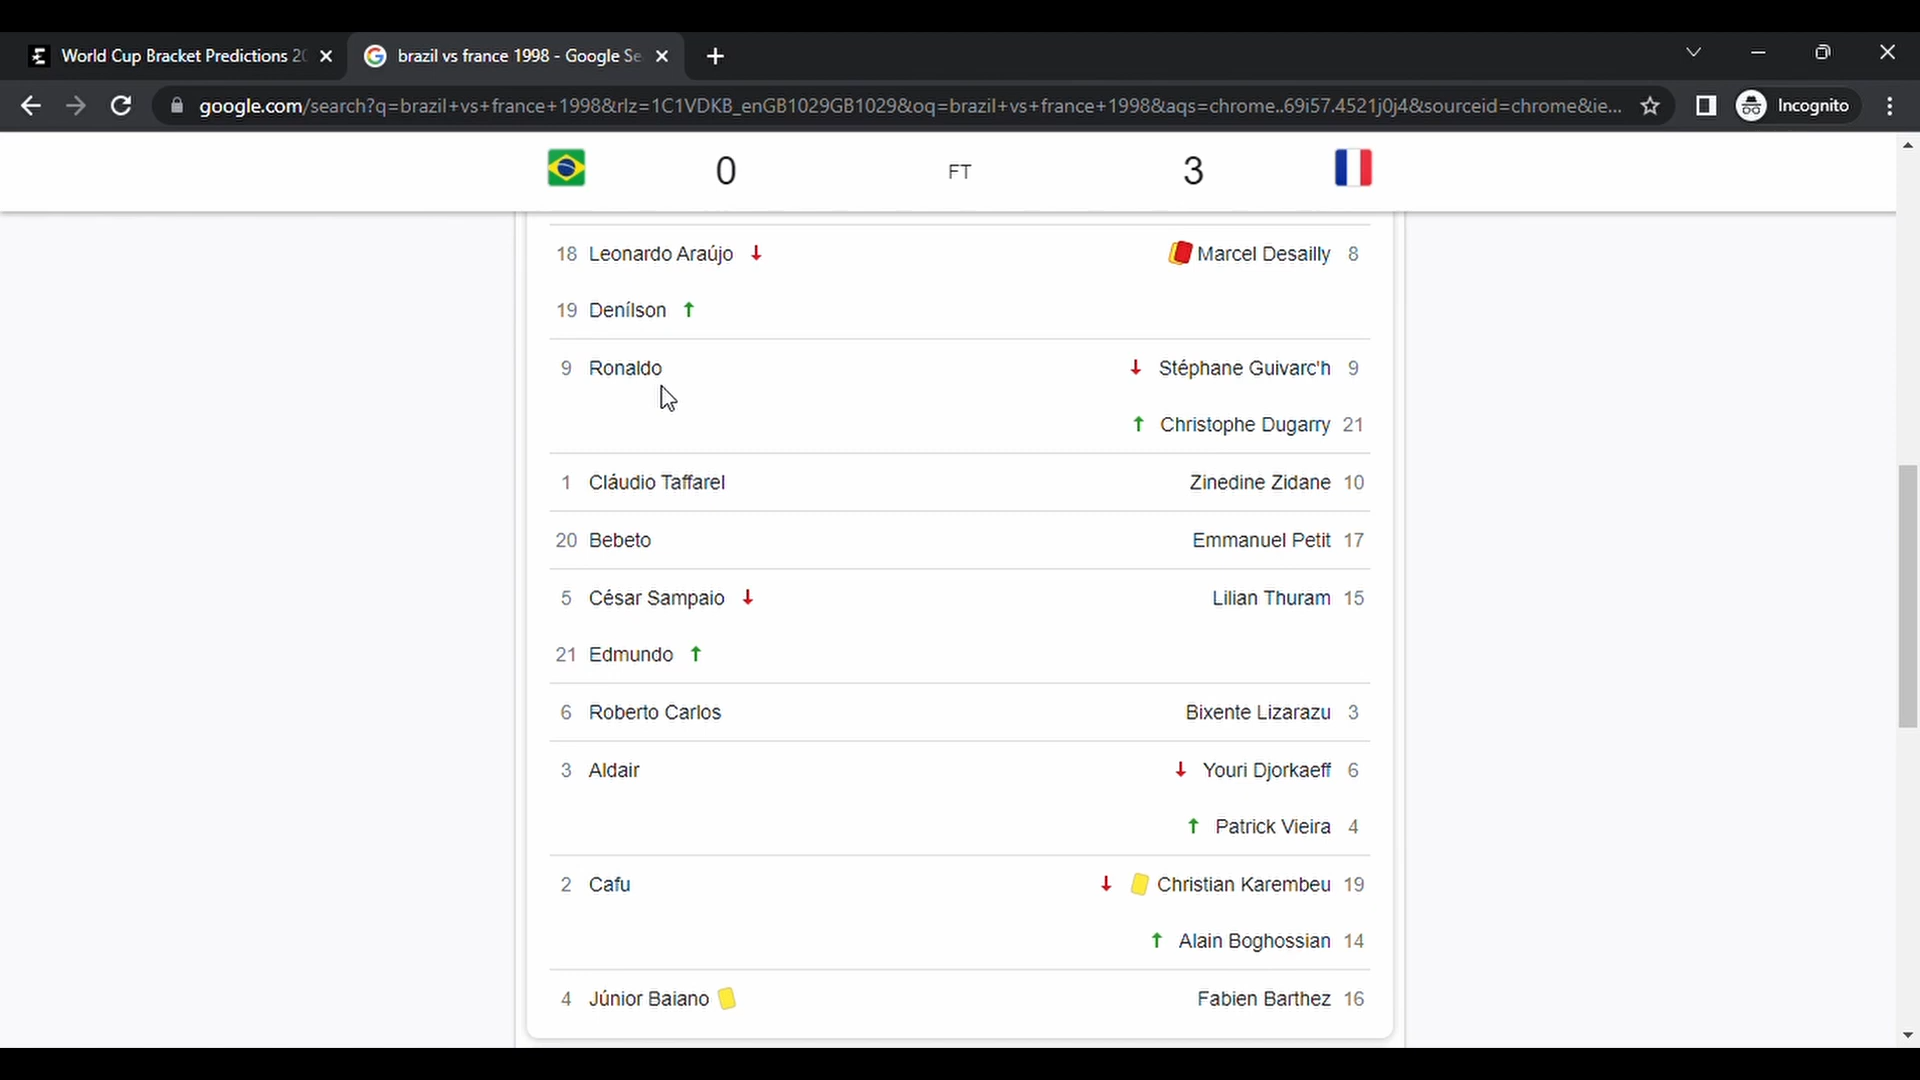 World Cup Bracket Predictions 20
brazil vs france 1998 - Google Se
google.com/search?q=brazil+vs+france+1998&rlz=1C1VDKB_enGB1029GB1029&oq=brazil+vs+france+1998&aqs=chrome..69i57.4521j0j4&sourceid=chrome&ie...
Incognito
0 FT 3
18 Leonardo Araújo Marcel Desailly 8
19 Denílson
9 Ronaldo Stéphane Guivarc'h 9
Christophe Dugarry 21
1 Cláudio Taffarel Zinedine Zidane 10
20 Bebeto Emmanuel Petit 17
5 César Sampaio Lilian Thuram 15
21 Edmundo
6 Roberto Carlos Bixente Lizarazu 3
3 Aldair Youri Djorkaeff 6
Patrick Vieira 4
2 Cafu Christian Karembeu 19
Alain Boghossian 14
4 Júnior Baiano Fabien Barthez 16